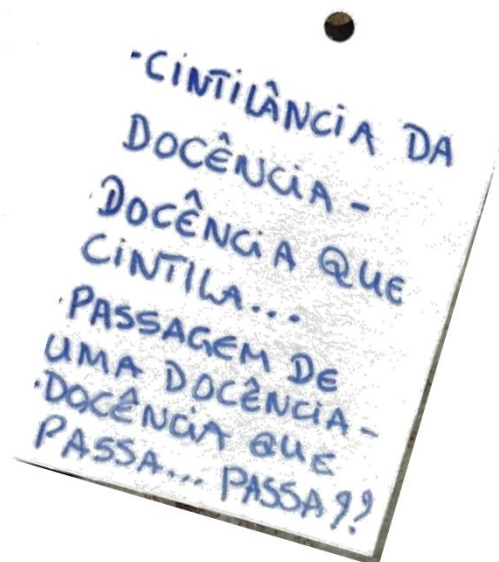 ·CINTILÂNCIA DA
DOCÊNCIA -
·DOCÊNCIA QUE
CINTILA...
·PASSAGEM DE
UMA DOCÊNCIA -
·DOCÊNCIA QUE
PASSA... PASSA??